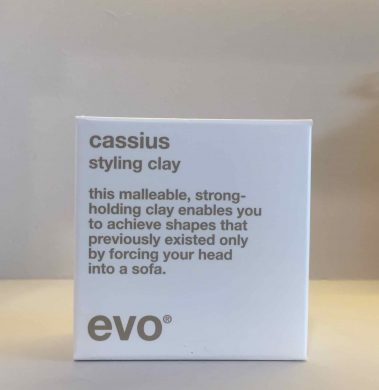 cassius
styling clay
this malleable, strong-
holding clay enables you
to achieve shapes that
previously existed only
by forcing your head
into a sofa.
evo®